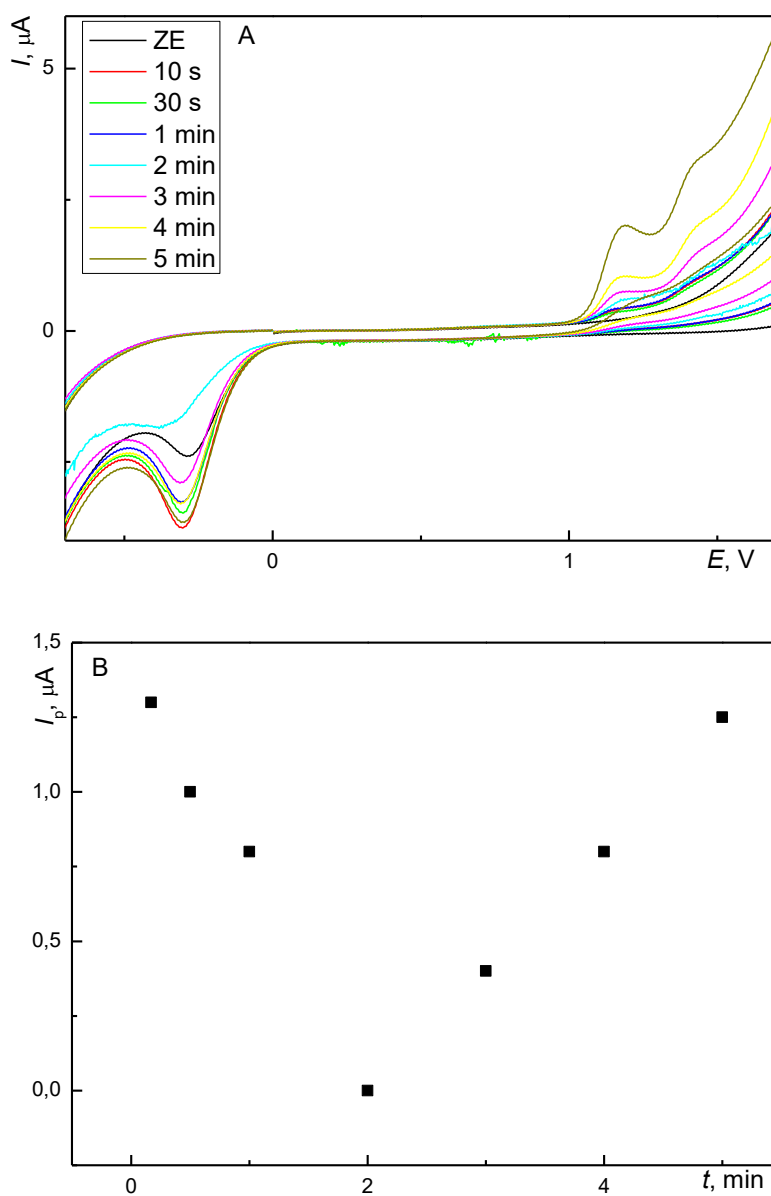 A
I, μA
5
0
ZE
10 s
30 s
1 min
2 min
3 min
4 min
5 min
0
1
E, V
B
Ip, μA
1,5
1,0
0,5
0,0
0
2
4
t, min